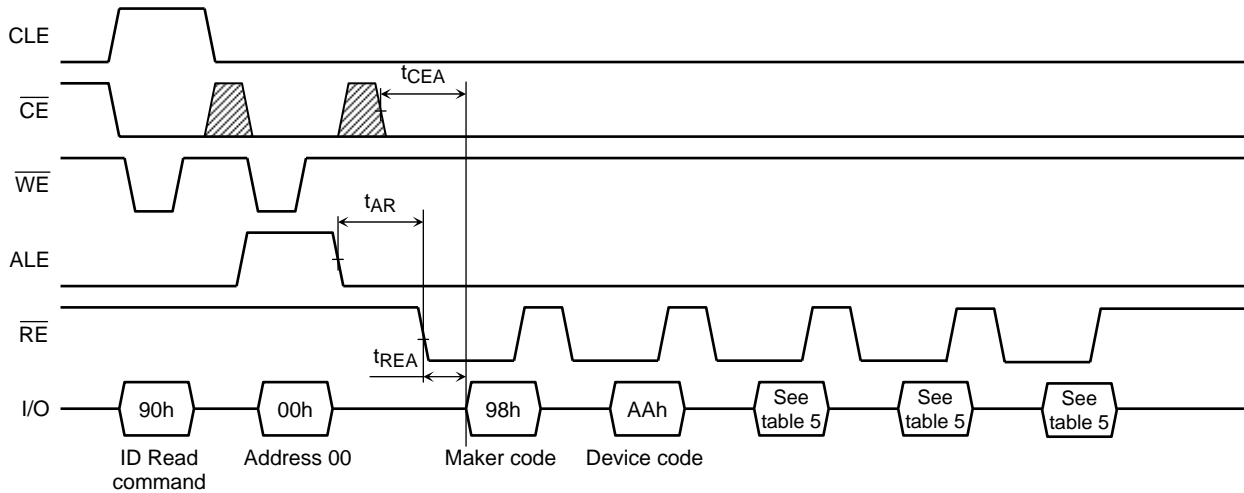 CLE
tCEA
CE
WE
tAR
ALE
RE
tREA
I/O
90h
00h
98h
AAh
See
table 5
See
table 5
See
table 5
ID Read
command
Address 00
Maker code
Device code